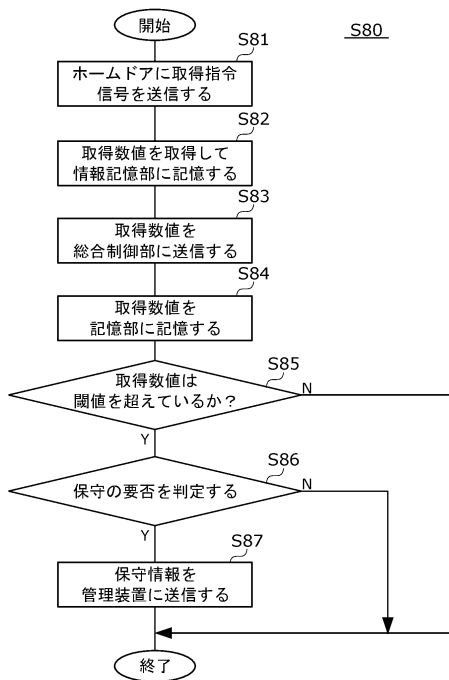 開始
S80
S81
ホームドアに取得指令
信号を送信する
S82
取得数値を取得して
情報記憶部に記憶する
S83
取得数値を
総合制御部に送信する
S84
取得数値を
記憶部に記憶する
S85
取得数値は
閾値を超えているか？
N
Y
S86
保守の要否を判定する
N
Y
S87
保守情報を
管理装置に送信する
終了